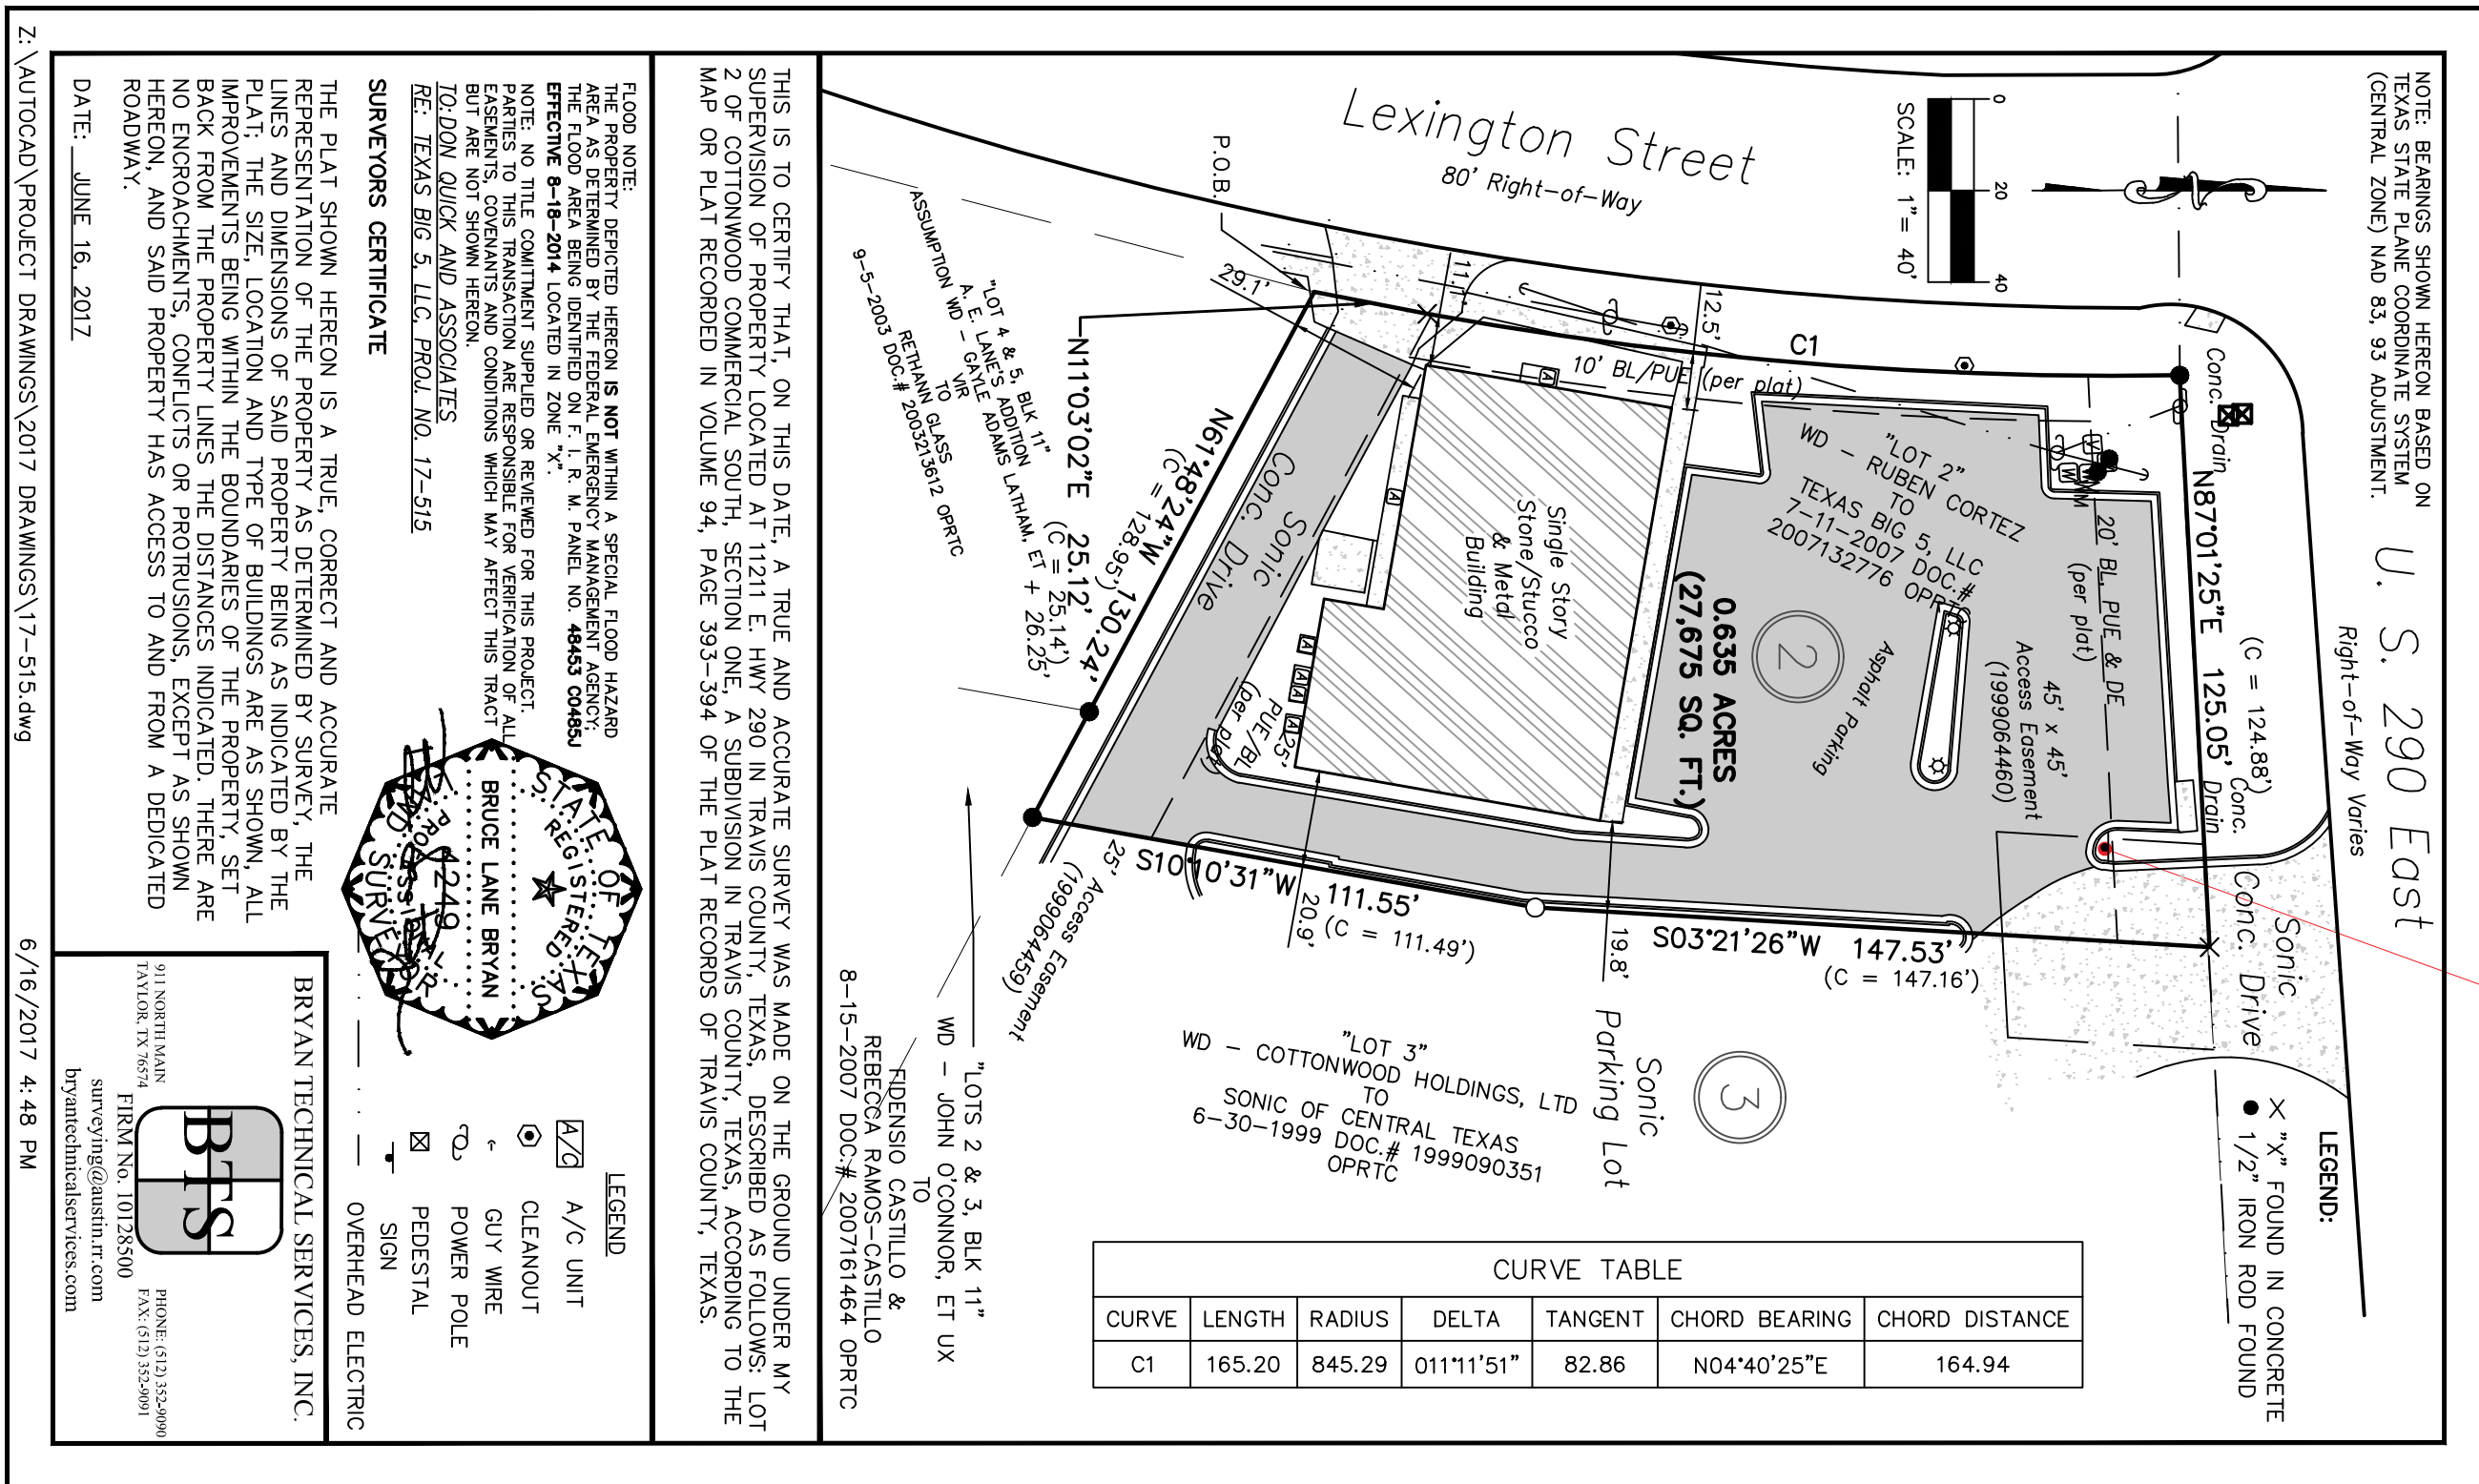 NOTE: BEARINGS SHOWN HEREON BASED ON
TEXAS STATE PLANE COORDINATE SYSTEM
(CENTRAL ZONE) NAD 83, 93 ADJUSTMENT.
U. S. 290 East
Right-of-Way Varies
LEGEND:
"X" FOUND IN CONCRETE
1/2" IRON ROD FOUND
0 20 40
SCALE: 1"= 40'
Lexington Street
80' Right-of-Way
P.O.B.
Conc. Drain
N87°01'25"E 125.05'
(C = 124.88')
Conc.
Drain
Sonic
Conc. Drive
C1
10' BL/PUE (per plat)
12.5'
11.1'
29.1'
20' BL, PUE & DE
(per plat)
WM
W
W
V
45' x 45'
Access Easement
(1999064460)
"LOT 2"
WD - RUBEN CORTEZ
TO
TEXAS BIG 5, LLC
7-11-2007 DOC.#
2007132776 OPRTC
2
Asphalt Parking
0.635 ACRES
(27,675 SQ. FT.)
Single Story
Stone/Stucco
& Metal
Building
A
A
A
A
A
A
Sonic
Conc. Drive
25'
PUE/BL
(per plat)
N11°03'02"E 25.12'
(C = 25.14')
N61°48'24"W 130.24'
(C = 128.95' + 26.25'
"LOT 4 & 5, BLK 11"
A. E. LANE'S ADDITION
ASSUMPTION WD - GAYLE ADAMS LATHAM, ET
VIR
TO
RETHANN GLASS
9-5-2003 DOC.# 2003213612 OPRTC
S10°10'31"W 111.55'
(C = 111.49')
20.9'
19.8'
S03°21'26"W 147.53'
(C = 147.16')
25' Access Easement
(1999064459)
Sonic
Parking Lot
3
"LOT 3"
WD - COTTONWOOD HOLDINGS, LTD
TO
SONIC OF CENTRAL TEXAS
6-30-1999 DOC.# 1999090351
OPRTC
"LOTS 2 & 3, BLK 11"
WD - JOHN O'CONNOR, ET UX
TO
FIDENSIO CASTILLO &
REBECCA RAMOS-CASTILLO
8-15-2007 DOC.# 2007161464 OPRTC
CURVE TABLE
CURVE LENGTH RADIUS DELTA TANGENT CHORD BEARING CHORD DISTANCE
C1 165.20 845.29 011°11'51" 82.86 N04°40'25"E 164.94
THIS IS TO CERTIFY THAT, ON THIS DATE, A TRUE AND ACCURATE SURVEY WAS MADE ON THE GROUND UNDER MY
SUPERVISION OF PROPERTY LOCATED AT 11211 E. HWY 290 IN TRAVIS COUNTY, TEXAS, DESCRIBED AS FOLLOWS: LOT
2 OF COTTONWOOD COMMERCIAL SOUTH, SECTION ONE, A SUBDIVISION IN TRAVIS COUNTY, TEXAS, ACCORDING TO THE
MAP OR PLAT RECORDED IN VOLUME 94, PAGE 393-394 OF THE PLAT RECORDS OF TRAVIS COUNTY, TEXAS.
FLOOD NOTE:
THE PROPERTY DEPICTED HEREON IS NOT WITHIN A SPECIAL FLOOD HAZARD
AREA AS DETERMINED BY THE FEDERAL EMERGENCY MANAGEMENT AGENCY;
THE FLOOD AREA BEING IDENTIFIED ON F. I. R. M. PANEL NO. 48453 C0485J
EFFECTIVE 8-18-2014 LOCATED IN ZONE "X".
NOTE: NO TITLE COMITTMENT SUPPLIED OR REVIEWED FOR THIS PROJECT.
PARTIES TO THIS TRANSACTION ARE RESPONSIBLE FOR VERIFICATION OF ALL
EASEMENTS, COVENANTS AND CONDITIONS WHICH MAY AFFECT THIS TRACT
BUT ARE NOT SHOWN HEREON.
TO: DON QUICK AND ASSOCIATES
RE: TEXAS BIG 5, LLC, PROJ. NO. 17-515
SURVEYORS CERTIFICATE
THE PLAT SHOWN HEREON IS A TRUE, CORRECT AND ACCURATE
REPRESENTATION OF THE PROPERTY AS DETERMINED BY SURVEY, THE
LINES AND DIMENSIONS OF SAID PROPERTY BEING AS INDICATED BY THE
PLAT; THE SIZE, LOCATION AND TYPE OF BUILDINGS ARE AS SHOWN, ALL
IMPROVEMENTS BEING WITHIN THE BOUNDARIES OF THE PROPERTY, SET
BACK FROM THE PROPERTY LINES THE DISTANCES INDICATED. THERE ARE
NO ENCROACHMENTS, CONFLICTS OR PROTRUSIONS, EXCEPT AS SHOWN
HEREON, AND SAID PROPERTY HAS ACCESS TO AND FROM A DEDICATED
ROADWAY.
DATE: JUNE 16, 2017
STATE OF TEXAS
REGISTERED
BRUCE LANE BRYAN
4249
PROFESSIONAL
LAND SURVEYOR
LEGEND
A/C A/C UNIT
CLEANOUT
GUY WIRE
POWER POLE
PEDESTAL
SIGN
OVERHEAD ELECTRIC
BRYAN TECHNICAL SERVICES, INC.
911 NORTH MAIN
TAYLOR, TX 76574
BTS
PHONE: (512) 352-9090
FAX: (512) 352-9091
FIRM No. 10128500
surveying@austin.rr.com
bryantechnicalservices.com
Z:\AUTOCAD\PROJECT DRAWINGS\2017 DRAWINGS\17-515.dwg
6/16/2017 4:48 PM